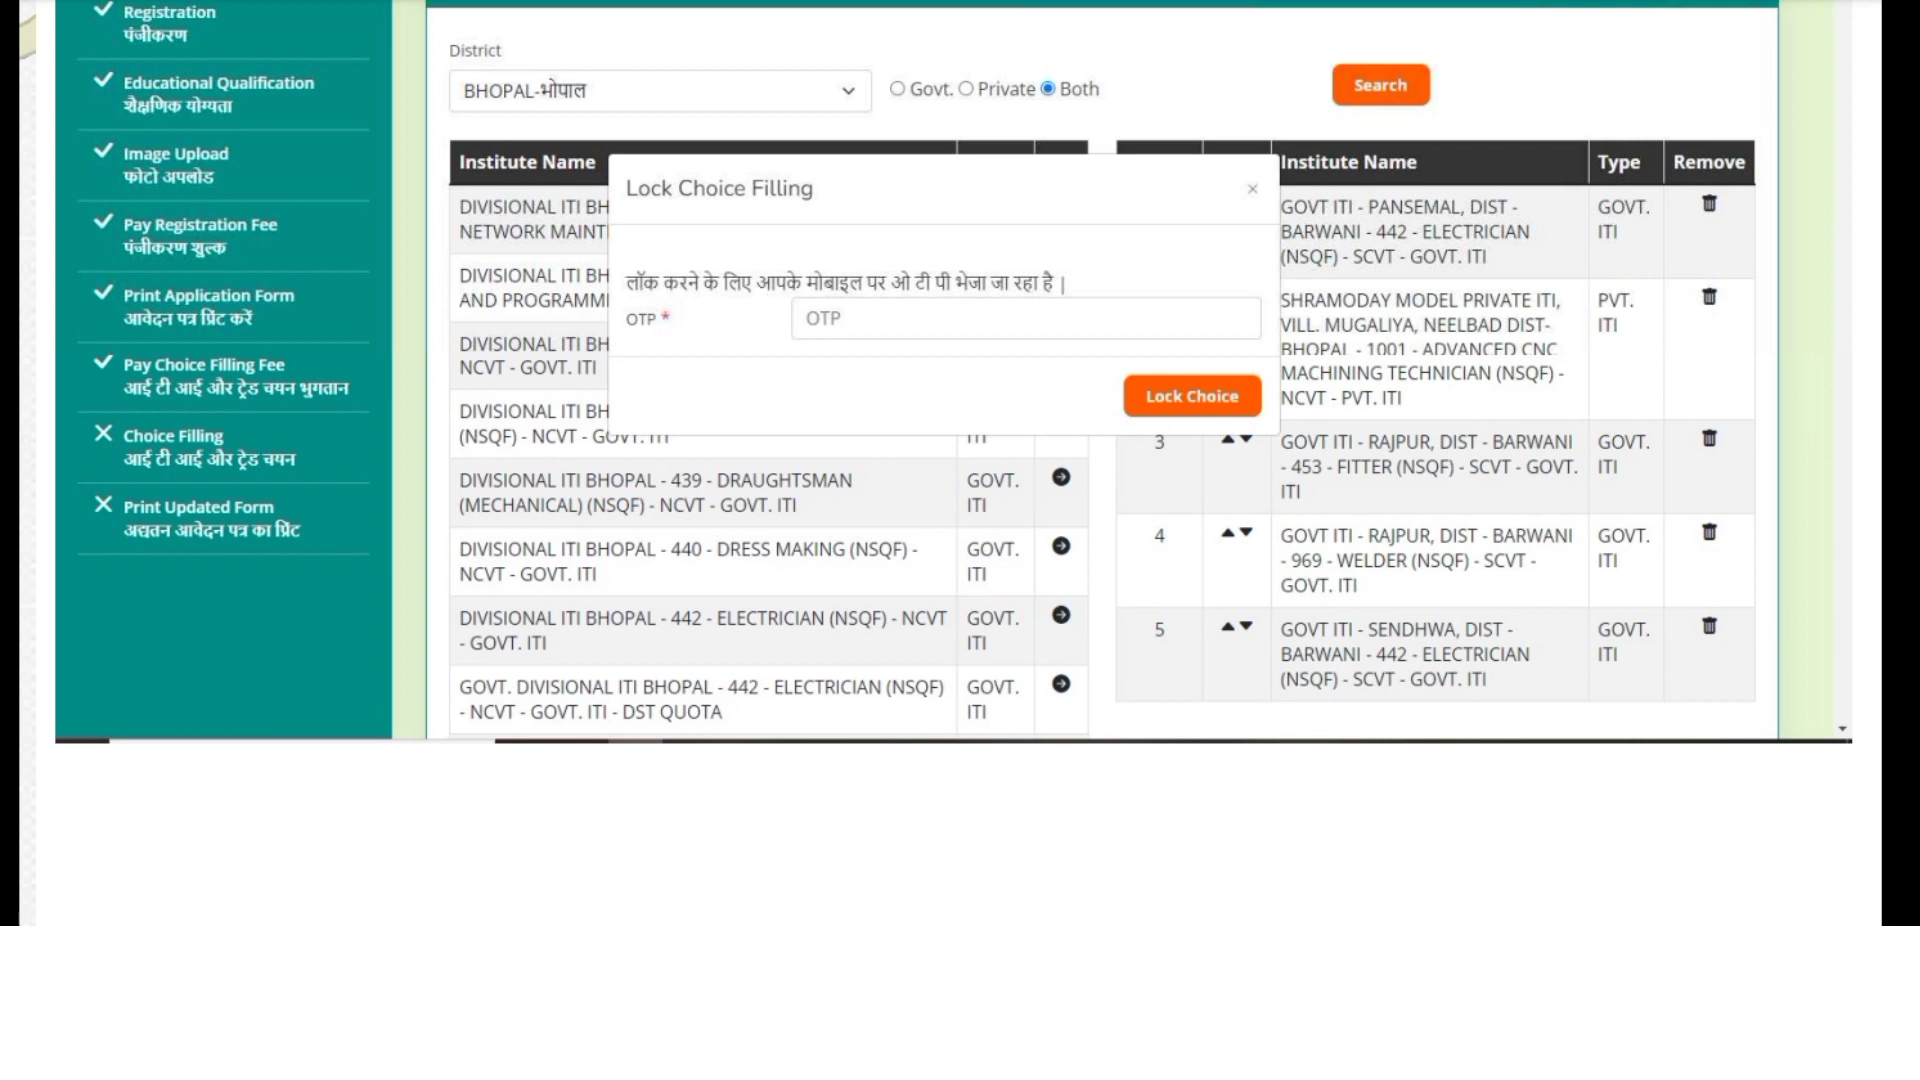 Registration
पंजीकरण
Educational Qualification
शैक्षणिक योग्यता
Image Upload
फोटो अपलोड
Pay Registration Fee
पंजीकरण शुल्क
Print Application Form
आवेदन पत्र प्रिंट करें
Pay Choice Filling Fee
आई टी आई और ट्रेड चयन भुगतान
Choice Filling
आई टी आई और ट्रेड चयन
Print Updated Form
अद्यतन आवेदन पत्र का प्रिंट
District
BHOPAL-भोपाल
Govt. Private Both
Search
Institute Name
DIVISIONAL ITI BH
NETWORK MAINT
DIVISIONAL ITI BH
AND PROGRAMM
DIVISIONAL ITI BH
NCVT - GOVT. ITI
DIVISIONAL ITI BH
(NSQF) - NCVT - GOVT. ITI ITI
DIVISIONAL ITI BHOPAL - 439 - DRAUGHTSMAN GOVT.
(MECHANICAL) (NSQF) - NCVT - GOVT. ITI ITI
DIVISIONAL ITI BHOPAL - 440 - DRESS MAKING (NSQF) - GOVT.
NCVT - GOVT. ITI ITI
DIVISIONAL ITI BHOPAL - 442 - ELECTRICIAN (NSQF) - NCVT GOVT.
- GOVT. ITI ITI
GOVT. DIVISIONAL ITI BHOPAL - 442 - ELECTRICIAN (NSQF) GOVT.
- NCVT - GOVT. ITI - DST QUOTA ITI
Lock Choice Filling ×
लॉक करने के लिए आपके मोबाइल पर ओ टी पी भेजा जा रहा है |
OTP * OTP
Lock Choice
Institute Name Type Remove
GOVT ITI - PANSEMAL, DIST - GOVT.
BARWANI - 442 - ELECTRICIAN ITI
(NSQF) - SCVT - GOVT. ITI
SHRAMODAY MODEL PRIVATE ITI, PVT.
VILL. MUGALIYA, NEELBAD DIST- ITI
BHOPAL - 1001 - ADVANCED CNC
MACHINING TECHNICIAN (NSQF) -
NCVT - PVT. ITI
3 GOVT ITI - RAJPUR, DIST - BARWANI GOVT.
- 453 - FITTER (NSQF) - SCVT - GOVT. ITI
ITI
4 GOVT ITI - RAJPUR, DIST - BARWANI GOVT.
- 969 - WELDER (NSQF) - SCVT - ITI
GOVT. ITI
5 GOVT ITI - SENDHWA, DIST - GOVT.
BARWANI - 442 - ELECTRICIAN ITI
(NSQF) - SCVT - GOVT. ITI